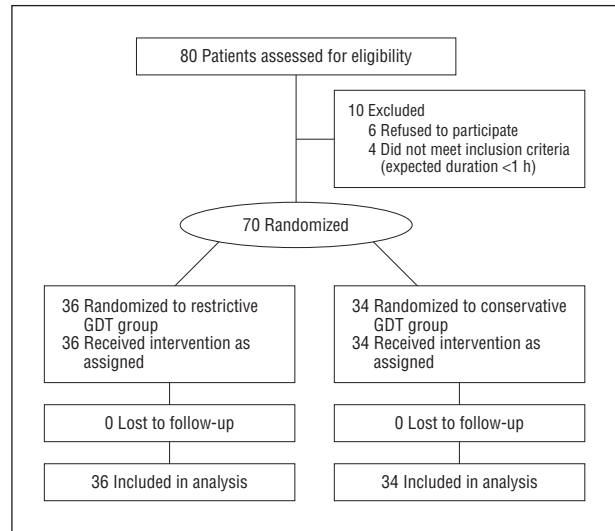 80 Patients assessed for eligibility
10 Excluded
6 Refused to participate
4 Did not meet inclusion criteria
(expected duration <1 h)
70 Randomized
36 Randomized to restrictive
GDT group
36 Received intervention as
assigned
34 Randomized to conservative
GDT group
34 Received intervention as
assigned
0 Lost to follow-up
0 Lost to follow-up
36 Included in analysis
34 Included in analysis